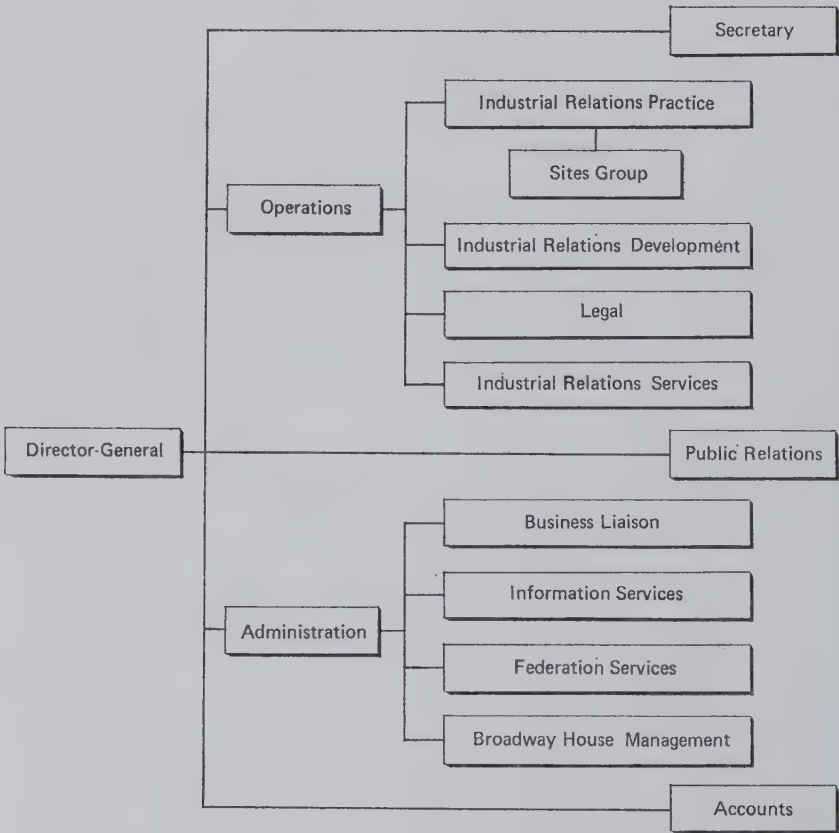 Secretary
Industrial Relations Practice
Sites Group
Operations
Industrial Relations Development
Legal
Industrial Relations Services
Director-General
Public Relations
Business Liaison
Information Services
Administration
Federation Services
Broadway House Management
Accounts